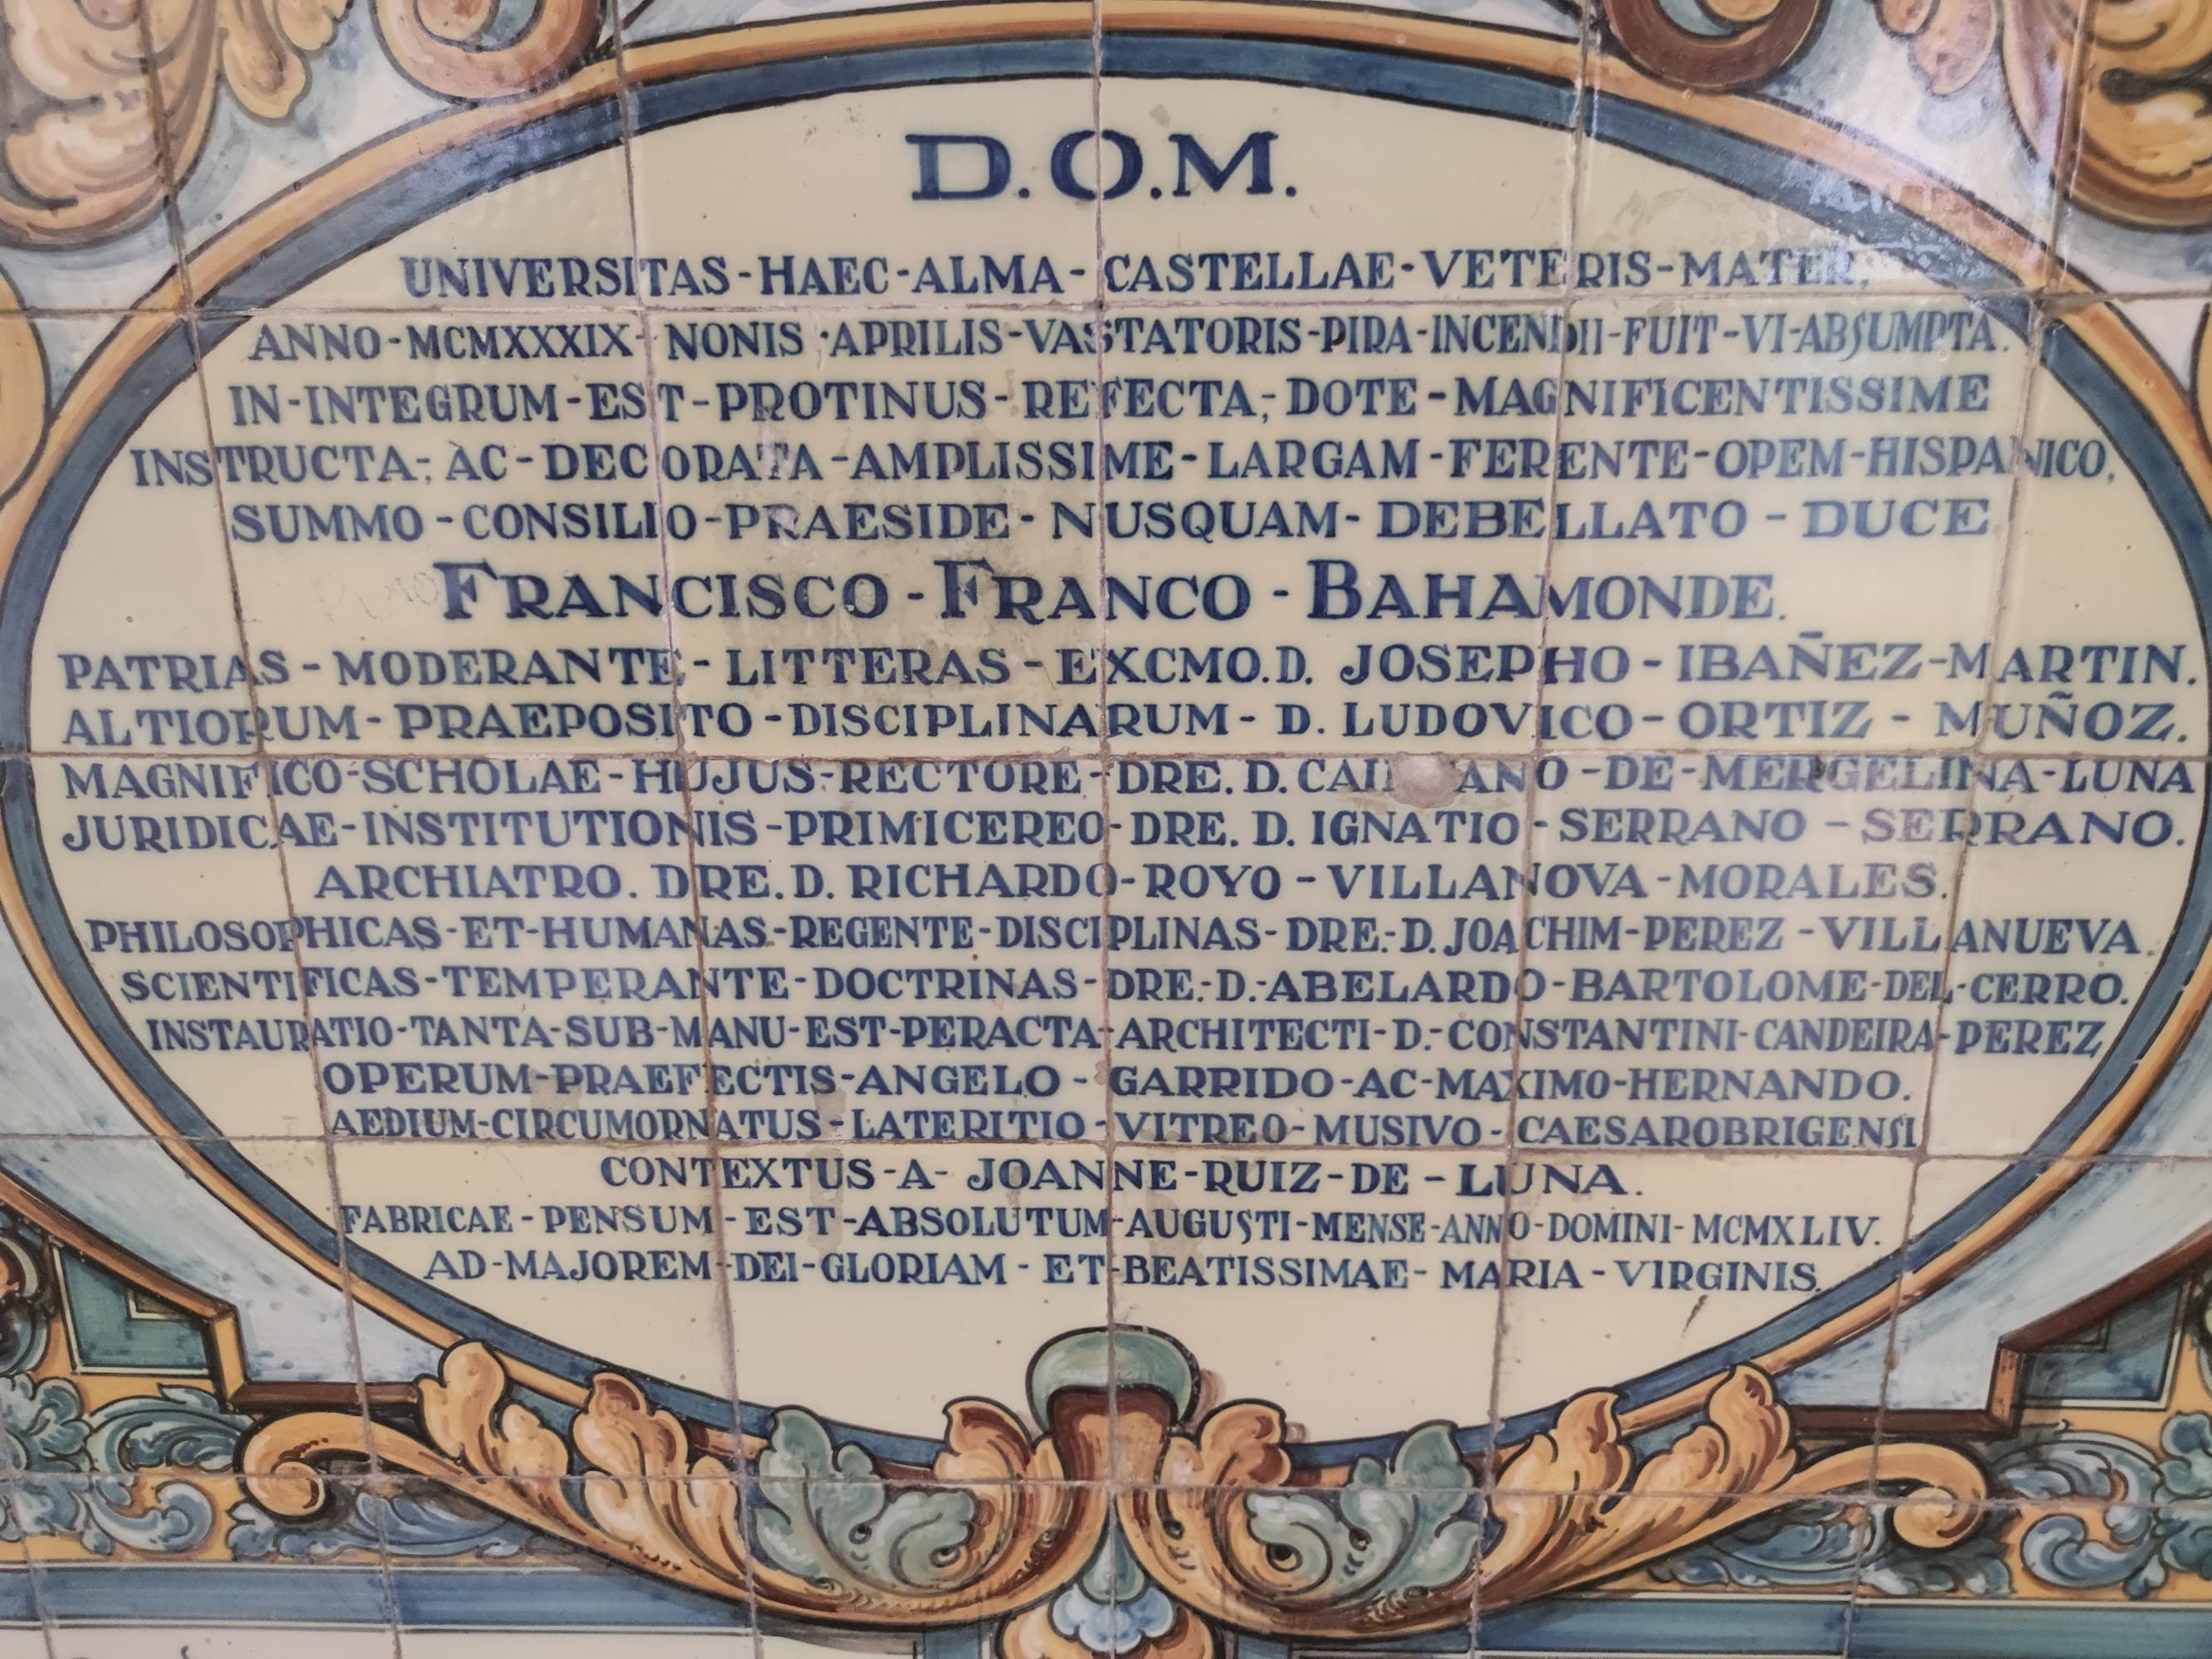 D.O.M.
UNIVERSITAS-HAEC-ALMA-CASTELLAE-VETERIS-MATER,
ANNO-MCMXXXIX-NONIS-APRILIS-VASTATORIS-PIRA-INCENDII-FUIT-VI-ABSUMPTA.
IN-INTEGRUM-EST-PROTINUS-REFECTA,-DOTE-MAGNIFICENTISSIME
INSTRUCTA; AC-DECORATA-AMPLISSIME-LARGAM-FERENTE-OPEM-HISPANICO,
SUMMO-CONSILIO-PRAESIDE-NUSQUAM-DEBELLATO-DUCE
FRANCISCO-FRANCO-BAHAMONDE.
PATRIAS-MODERANTE-LITTERAS-EXCMO.D. JOSEPHO-IBAÑEZ-MARTIN.
ALTIORUM-PRAEPOSITO-DISCIPLINARUM-D. LUDOVICO-ORTIZ-MUÑOZ.
MAGNIFICO-SCHOLAE-HUJUS-RECTORE-DRE. D. -DE-MERGELINA-LUNA
JURIDICAE-INSTITUTIONIS-PRIMICEREO-DRE. D. IGNATIO-SERRANO-SERRANO.
ARCHIATRO. DRE. D. RICHARDO-ROYO-VILLANOVA-MORALES.
PHILOSOPHICAS-ET-HUMANAS-REGENTE-DISCIPLINAS-DRE.-D. JOACHIM-PEREZ-VILLANUEVA.
SCIENTIFICAS-TEMPERANTE-DOCTRINAS-DRE.-D.-ABELARDO-BARTOLOME-DEL-CERRO.
INSTAURATIO-TANTA-SUB-MANU-EST-PERACTA-ARCHITECTI-D.-CONSTANTINI-CANDEIRA-PEREZ
OPERUM-PRAEFECTIS-ANGELO-GARRIDO-AC-MAXIMO-HERNANDO.
AEDIUM-CIRCUMORNATUS-LATERITIO-VITREO-MUSIVO-CAESAROBRIGENSI
CONTEXTUS-A-JOANNE-RUIZ-DE-LUNA.
FABRICAE-PENSUM-EST-ABSOLUTUM-AUGUSTI-MENSE-ANNO-DOMINI-MCMXLIV.
AD-MAJOREM-DEI-GLORIAM-ET-BEATISSIMAE-MARIA-VIRGINIS.